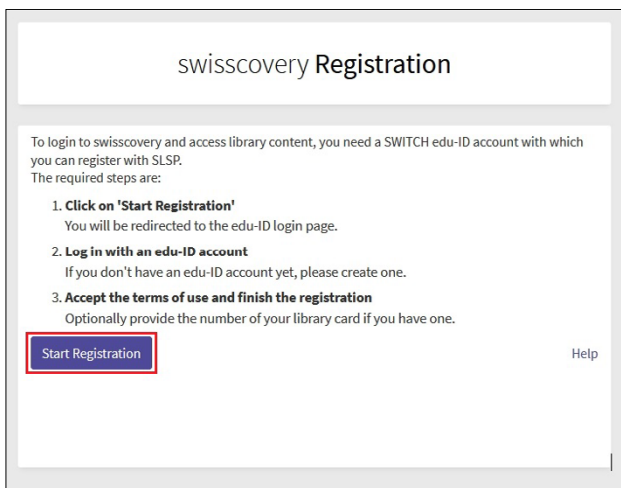 swisscovery Registration
To login to swisscovery and access library content, you need a SWITCH edu-ID account with which
you can register with SLSP.
The required steps are:
1. Click on 'Start Registration'
You will be redirected to the edu-ID login page.
2. Log in with an edu-ID account
If you don't have an edu-ID account yet, please create one.
3. Accept the terms of use and finish the registration
Optionally provide the number of your library card if you have one.
Start Registration
Help